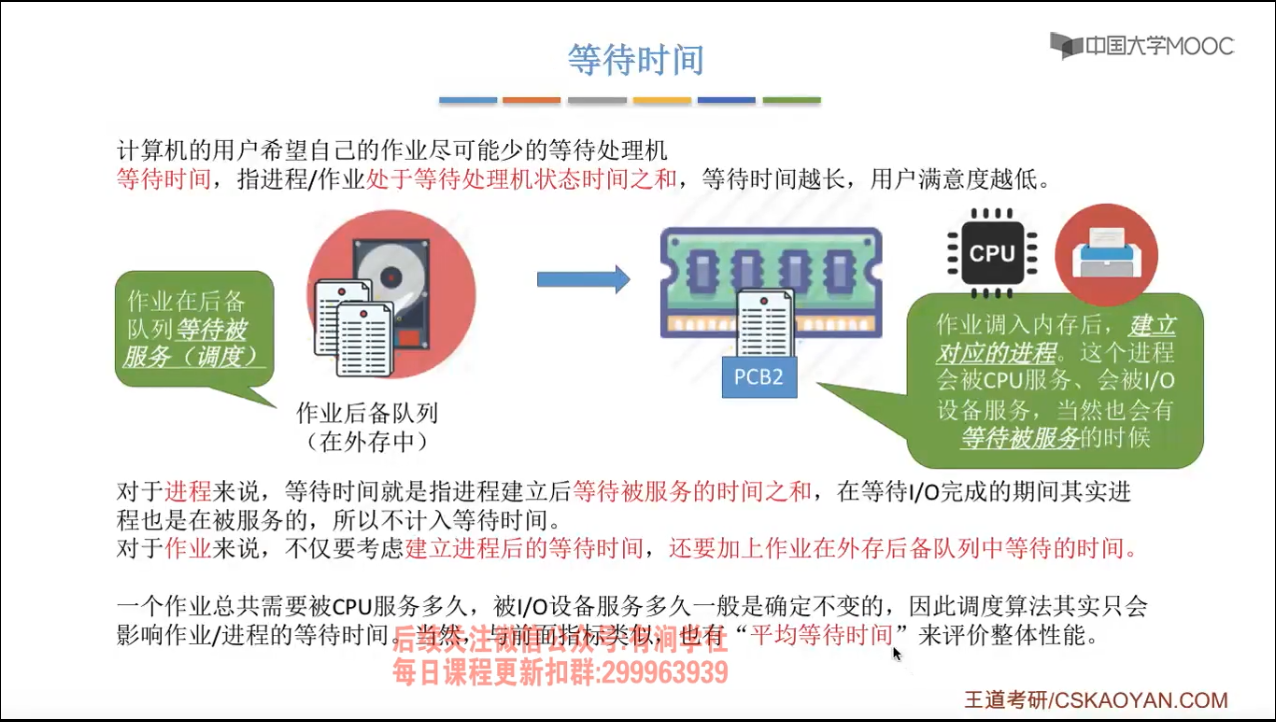 等待时间
中国大学MOOC
计算机的用户希望自己的作业尽可能少的等待处理机
等待时间，指进程/作业处于等待处理机状态时间之和，等待时间越长，用户满意度越低。
作业在后备
队列等待被
服务（调度）
作业后备队列
（在外存中）
PCB2
CPU
作业调入内存后，建立
对应的进程。这个进程
会被CPU服务、会被I/O
设备服务，当然也会有
等待被服务的时候
对于进程来说，等待时间就是指进程建立后等待被服务的时间之和，在等待I/O完成的期间其实进
程也是在被服务的，所以不计入等待时间。
对于作业来说，不仅要考虑建立进程后的等待时间，还要加上作业在外存后备队列中等待的时间。
一个作业总共需要被CPU服务多久，被I/O设备服务多久一般是确定不变的，因此调度算法其实只会
影响作业/进程的等待时间。当然，与前面指标类似，也有“平均等待时间”来评价整体性能。
后续关注微信公众号:有润学社
每日课程更新扣群:299963939
王道考研/CSKAOYAN.COM